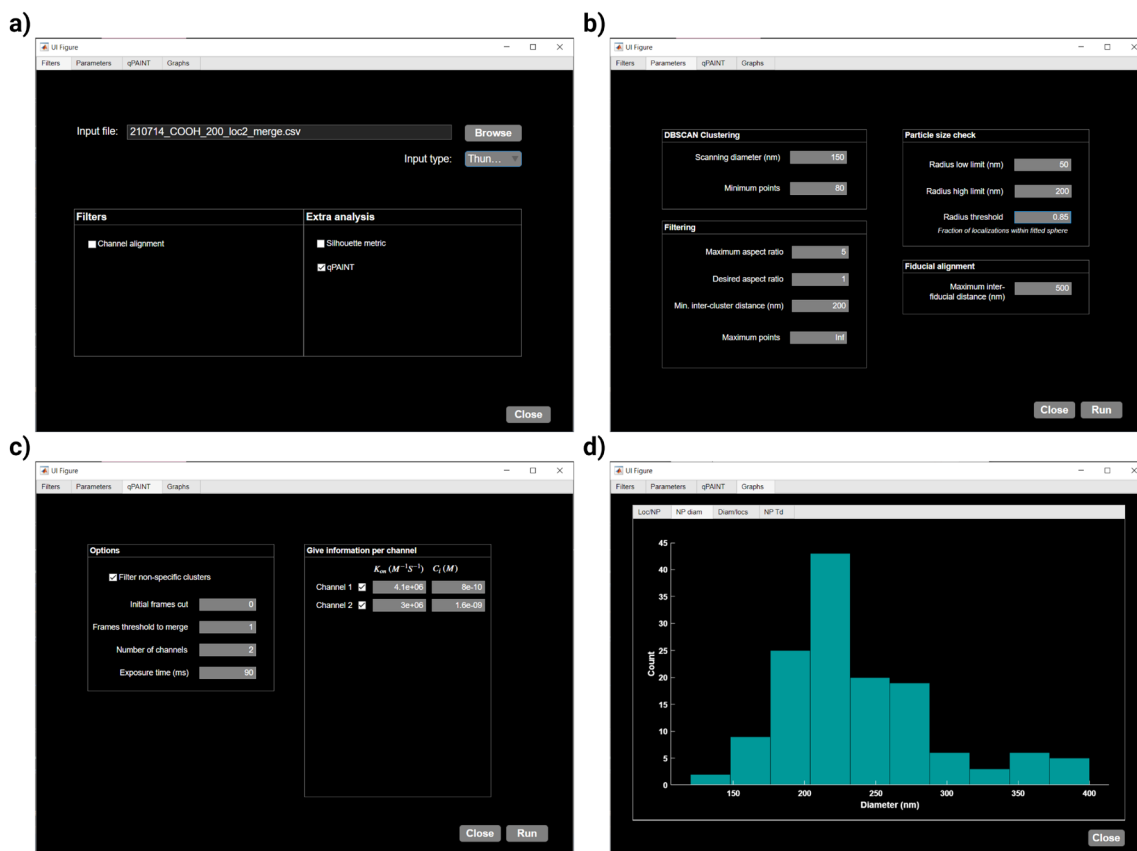 a)
UI Figure
Filters Parameters qPAINT Graphs
Input file: 210714_COOH_200_loc2_merge.csv Browse
Input type: Thun...
Filters
Channel alignment
Extra analysis
Silhouette metric
qPAINT
Close
b)
UI Figure
Filters Parameters qPAINT Graphs
DBSCAN Clustering
Scanning diameter (nm) 150
Minimum points 80
Filtering
Maximum aspect ratio 5
Desired aspect ratio 1
Min. inter-cluster distance (nm) 200
Maximum points Inf
Particle size check
Radius low limit (nm) 50
Radius high limit (nm) 200
Radius threshold 0.85
Fraction of localizations within fitted sphere
Fiducial alignment
Maximum inter-
fiducial distance (nm) 500
Close Run
c)
UI Figure
Filters Parameters qPAINT Graphs
Options
Filter non-specific clusters
Initial frames cut 0
Frames threshold to merge 1
Number of channels 2
Exposure time (ms) 90
Give information per channel
K_on (M⁻¹S⁻¹) C_i (M)
Channel 1 4.1e+06 8e-10
Channel 2 3e+06 1.6e-09
Close Run
d)
UI Figure
Filters Parameters qPAINT Graphs
Loc/NP NP diam Diam/locs NP Td
45
40
35
30
25
20
15
10
5
0
Count
150 200 250 300 350 400
Diameter (nm)
Close